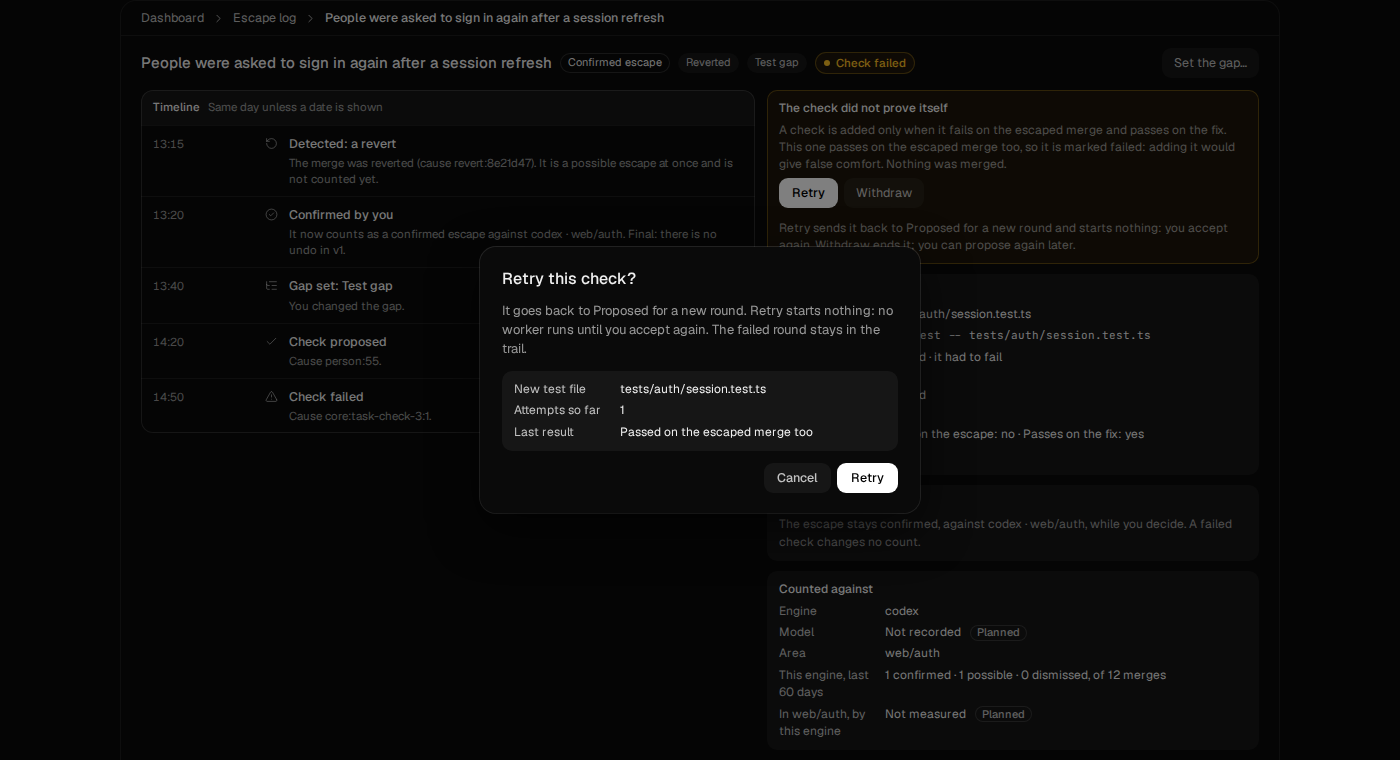 Dashboard > Escape log > People were asked to sign in again after a session refresh
People were asked to sign in again after a session refresh Confirmed escape Reverted Test gap Check failed Set the gap...
Timeline Same day unless a date is shown
13:15 Detected: a revert
The merge was reverted (cause revert:8e21d47). It is a possible escape at once and is
not counted yet.
13:20 Confirmed by you
It now counts as a confirmed escape against codex · web/auth. Final: there is no
undo in v1.
13:40 Gap set: Test gap
You changed the gap.
14:20 Check proposed
Cause person:55.
14:50 Check failed
Cause core:task-check-3:1.
The check did not prove itself
A check is added only when it fails on the escaped merge and passes on the fix.
This one passes on the escaped merge too, so it is marked failed: adding it would
give false comfort. Nothing was merged.
Retry Withdraw
Retry sends it back to Proposed for a new round and starts nothing: you accept
again. Withdraw ends it; you can propose again later.
Retry this check?
It goes back to Proposed for a new round. Retry starts nothing: no
worker runs until you accept again. The failed round stays in the
trail.
New test file tests/auth/session.test.ts
Attempts so far 1
Last result Passed on the escaped merge too
Cancel Retry
auth/session.test.ts
est -- tests/auth/session.test.ts
d · it had to fail
d
n the escape: no · Passes on the fix: yes
The escape stays confirmed, against codex · web/auth, while you decide. A failed
check changes no count.
Counted against
Engine codex
Model Not recorded Planned
Area web/auth
This engine, last 1 confirmed · 1 possible · 0 dismissed, of 12 merges
60 days
In web/auth, by Not measured Planned
this engine